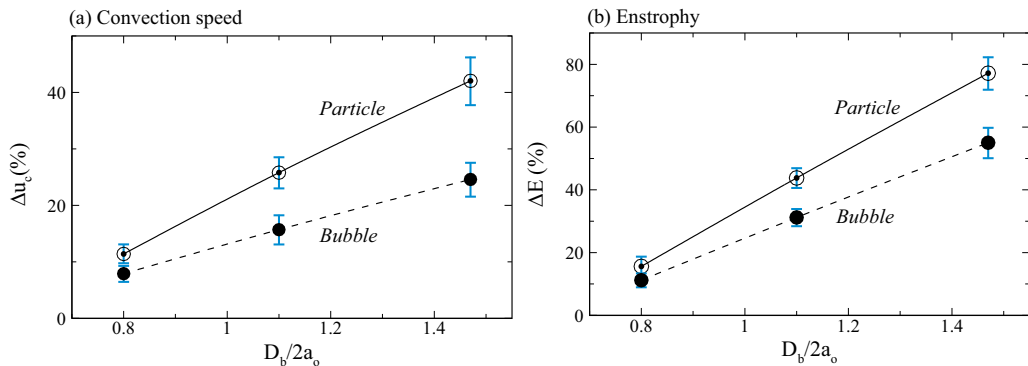 (a) Convection speed
Δu_c(%)
40
20
0
Particle
Bubble
0.8
1
1.2
1.4
D_b/2a_o
(b) Enstrophy
ΔE (%)
80
60
40
20
0
Particle
Bubble
0.8
1
1.2
1.4
D_b/2a_o